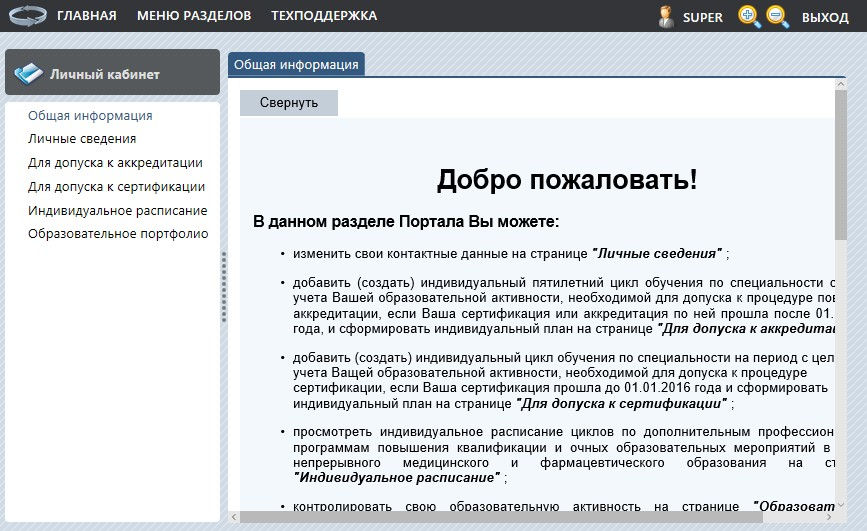 ГЛАВНАЯ МЕНЮ РАЗДЕЛОВ ТЕХПОДДЕРЖКА SUPER ВЫХОД
Личный кабинет
Общая информация
Личные сведения
Для допуска к аккредитации
Для допуска к сертификации
Индивидуальное расписание
Образовательное портфолио
Общая информация
Свернуть
Добро пожаловать!
В данном разделе Портала Вы можете:
• изменить свои контактные данные на странице "Личные сведения" ;
• добавить (создать) индивидуальный пятилетний цикл обучения по специальности с
учета Вашей образовательной активности, необходимой для допуска к процедуре пов
аккредитации, если Ваша сертификация или аккредитация по ней прошла после 01.
года, и сформировать индивидуальный план на странице "Для допуска к аккредитац
• добавить (создать) индивидуальный цикл обучения по специальности на период с цел
учета Ващей образовательной активности, необходимой для допуска к процедуре
сертификации, если Ваша сертификация прошла до 01.01.2016 года и сформировать
индивидуальный план на странице "Для допуска к сертификации" ;
• просмотреть индивидуальное расписание циклов по дополнительным профессион
программам повышения квалификации и очных образовательных мероприятий в
непрерывного медицинского и фармацевтического образования на ст
"Индивидуальное расписание" ;
• контролировать свою образовательную активность на странице "Образоват